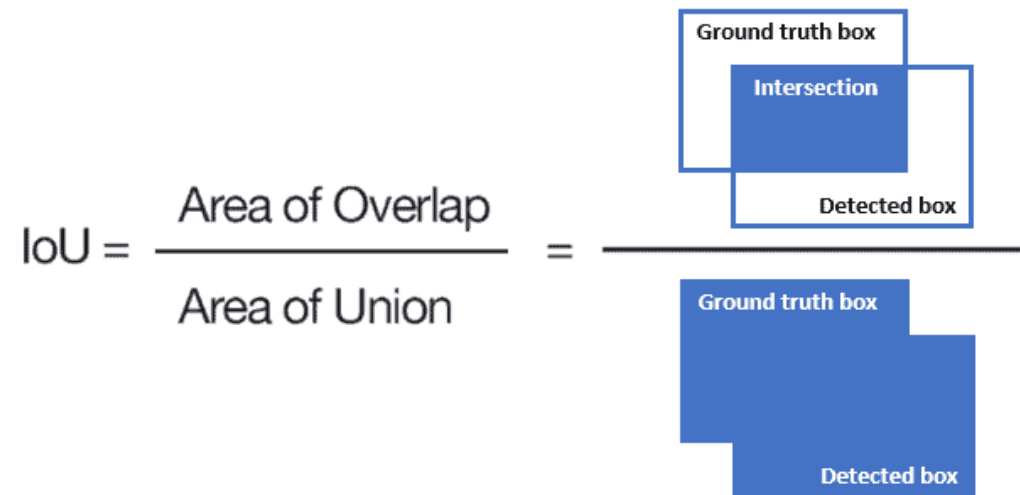 IoU =
Area of Overlap
Area of Union
=
Ground truth box
Intersection
Detected box
Ground truth box
Detected box